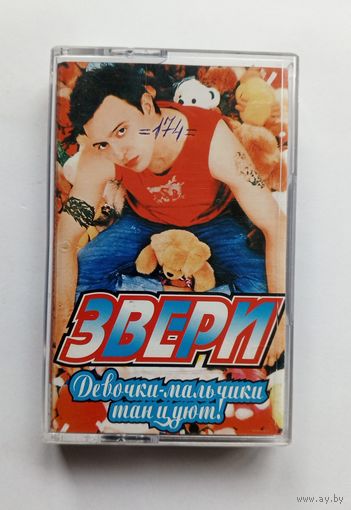 =174=
ЗВЕРИ
Девочки-мальчики
танцуют!
www.ay.by